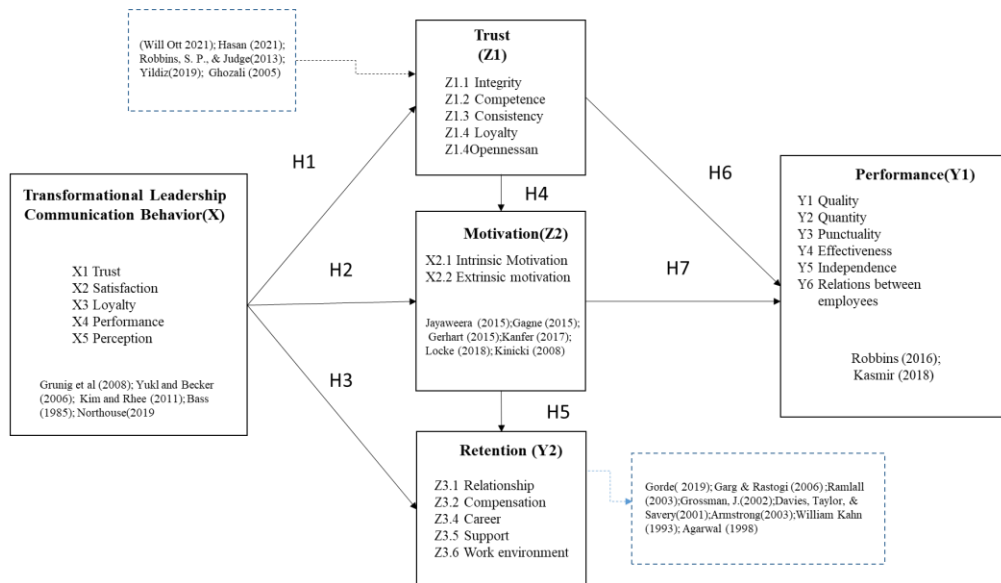 (Will Ott 2021); Hasan (2021);
Robbins, S. P., & Judge(2013);
Yildiz(2019); Ghozali (2005)
Trust
(Z1)
Z1.1 Integrity
Z1.2 Competence
Z1.3 Consistency
Z1.4 Loyalty
Z1.4Opennessan
H1
H6
H4
Transformational Leadership
Communication Behavior(X)
X1 Trust
X2 Satisfaction
X3 Loyalty
X4 Performance
X5 Perception
Grunig et al (2008); Yukl and Becker
(2006); Kim and Rhee (2011); Bass
(1985); Northouse(2019
H2
H3
Motivation(Z2)
X2.1 Intrinsic Motivation
X2.2 Extrinsic motivation
Jayaweera (2015);Gagne (2015);
Gerhart (2015);Kanfer (2017);
Locke (2018); Kinicki (2008)
H7
H5
Performance(Y1)
Y1 Quality
Y2 Quantity
Y3 Punctuality
Y4 Effectiveness
Y5 Independence
Y6 Relations between
employees
Robbins (2016);
Kasmir (2018)
Retention (Y2)
Z3.1 Relationship
Z3.2 Compensation
Z3.4 Career
Z3.5 Support
Z3.6 Work environment
Gorde( 2019); Garg & Rastogi (2006) ;Ramlall
(2003);Grossman, J.(2002);Davies, Taylor, &
Savery(2001);Armstrong(2003);William Kahn
(1993); Agarwal (1998)